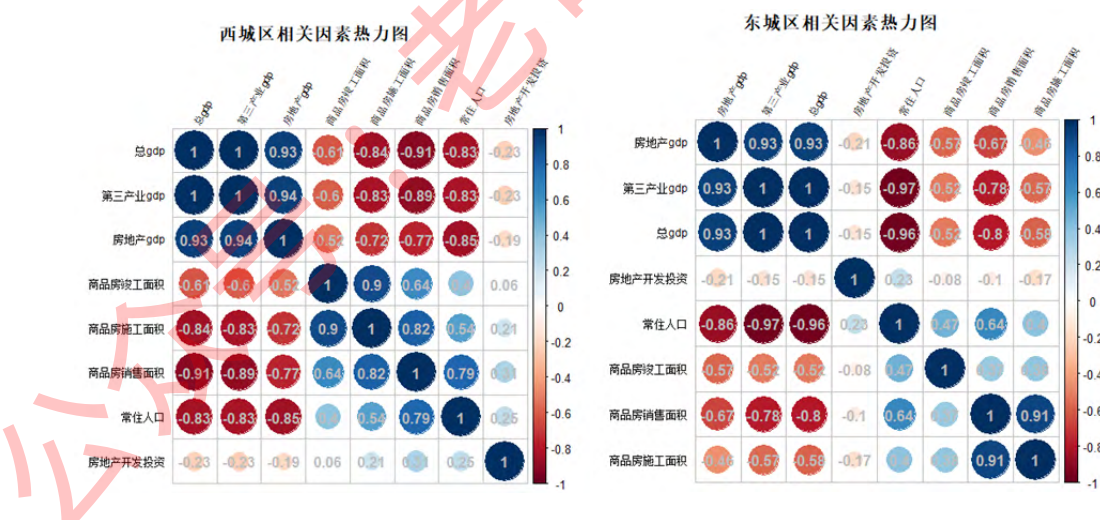 西城区相关因素热力图
总gdp 第三产业gdp 房地产gdp 商品房竣工面积 商品房施工面积 商品房销售面积 常住人口 房地产开发投资
总gdp 1 1 0.93 -0.61 -0.84 -0.91 -0.83 -0.23
第三产业gdp 1 1 0.94 -0.6 -0.83 -0.89 -0.83 -0.23
房地产gdp 0.93 0.94 1 -0.52 -0.72 -0.77 -0.85 -0.19
商品房竣工面积 -0.61 -0.6 -0.52 1 0.9 0.64 0.06
商品房施工面积 -0.84 -0.83 -0.72 0.9 1 0.82 0.54 0.21
商品房销售面积 -0.91 -0.89 -0.77 0.64 0.82 1 0.79
常住人口 -0.83 -0.83 -0.85 0.54 0.79 1 0.25
房地产开发投资 -0.23 -0.23 -0.19 0.06 0.21 0.25 1
1
0.8
0.6
0.4
0.2
0
-0.2
-0.4
-0.6
-0.8
-1
东城区相关因素热力图
房地产gdp 第三产业gdp 总gdp 房地产开发投资 常住人口 商品房竣工面积 商品房销售面积 商品房施工面积
房地产gdp 1 0.93 0.93 -0.21 -0.86 -0.57 -0.67 -0.46
第三产业gdp 0.93 1 1 -0.15 -0.97 -0.52 -0.78 -0.57
总gdp 0.93 1 1 -0.15 -0.96 -0.52 -0.8 -0.58
房地产开发投资 -0.21 -0.15 -0.15 1 0.23 -0.08 -0.1 -0.17
常住人口 -0.86 -0.97 -0.96 0.23 1 0.47 0.64
商品房竣工面积 -0.57 -0.52 -0.52 -0.08 0.47 1
商品房销售面积 -0.67 -0.78 -0.8 -0.1 0.64 1 0.91
商品房施工面积 -0.46 -0.57 -0.58 -0.17 0.91 1
1
0.8
0.6
0.4
0.2
0
-0.2
-0.4
-0.6
-0.8
-1
公众号：老